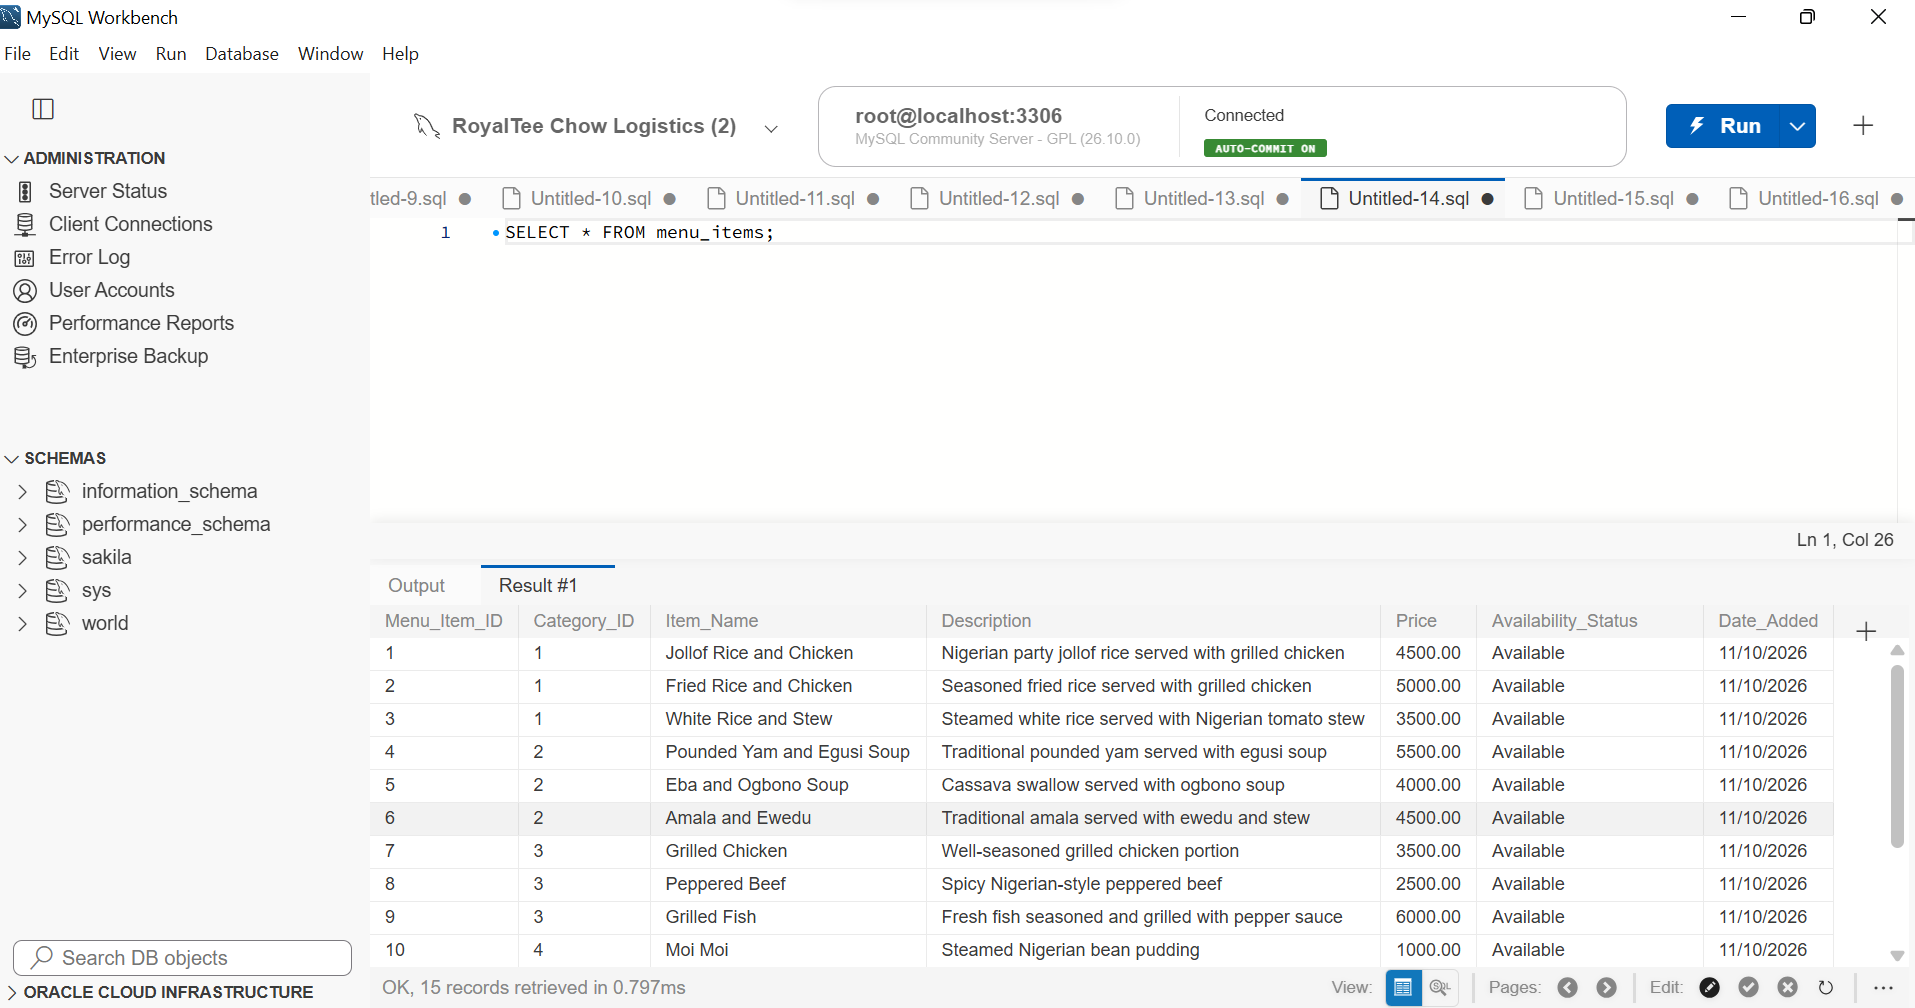 MySQL Workbench
File Edit View Run Database Window Help
RoyalTee Chow Logistics (2)
root@localhost:3306
MySQL Community Server - GPL (26.10.0)
Connected
AUTO-COMMIT ON
Run
ADMINISTRATION
Server Status
Client Connections
Error Log
User Accounts
Performance Reports
Enterprise Backup
SCHEMAS
information_schema
performance_schema
sakila
sys
world
Search DB objects
ORACLE CLOUD INFRASTRUCTURE
tled-9.sql Untitled-10.sql Untitled-11.sql Untitled-12.sql Untitled-13.sql Untitled-14.sql Untitled-15.sql Untitled-16.sql
1 SELECT * FROM menu_items;
Ln 1, Col 26
Output Result #1
Menu_Item_ID Category_ID Item_Name Description Price Availability_Status Date_Added
1 1 Jollof Rice and Chicken Nigerian party jollof rice served with grilled chicken 4500.00 Available 11/10/2026
2 1 Fried Rice and Chicken Seasoned fried rice served with grilled chicken 5000.00 Available 11/10/2026
3 1 White Rice and Stew Steamed white rice served with Nigerian tomato stew 3500.00 Available 11/10/2026
4 2 Pounded Yam and Egusi Soup Traditional pounded yam served with egusi soup 5500.00 Available 11/10/2026
5 2 Eba and Ogbono Soup Cassava swallow served with ogbono soup 4000.00 Available 11/10/2026
6 2 Amala and Ewedu Traditional amala served with ewedu and stew 4500.00 Available 11/10/2026
7 3 Grilled Chicken Well-seasoned grilled chicken portion 3500.00 Available 11/10/2026
8 3 Peppered Beef Spicy Nigerian-style peppered beef 2500.00 Available 11/10/2026
9 3 Grilled Fish Fresh fish seasoned and grilled with pepper sauce 6000.00 Available 11/10/2026
10 4 Moi Moi Steamed Nigerian bean pudding 1000.00 Available 11/10/2026
OK, 15 records retrieved in 0.797ms
View: Pages: Edit: